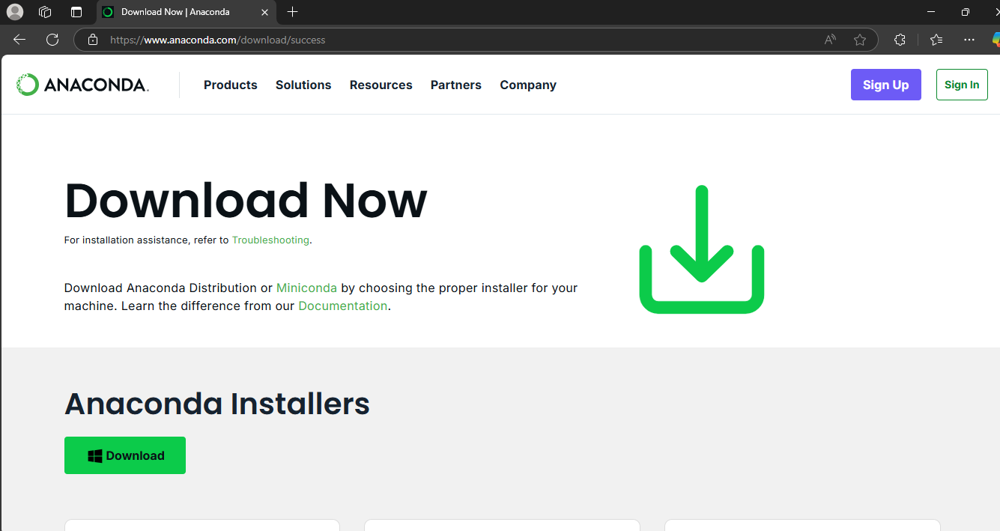 Download Now | Anaconda
https://www.anaconda.com/download/success
ANACONDA.
Products Solutions Resources Partners Company
Sign Up
Sign In
Download Now
For installation assistance, refer to Troubleshooting.
Download Anaconda Distribution or Miniconda by choosing the proper installer for your
machine. Learn the difference from our Documentation.
Anaconda Installers
Download